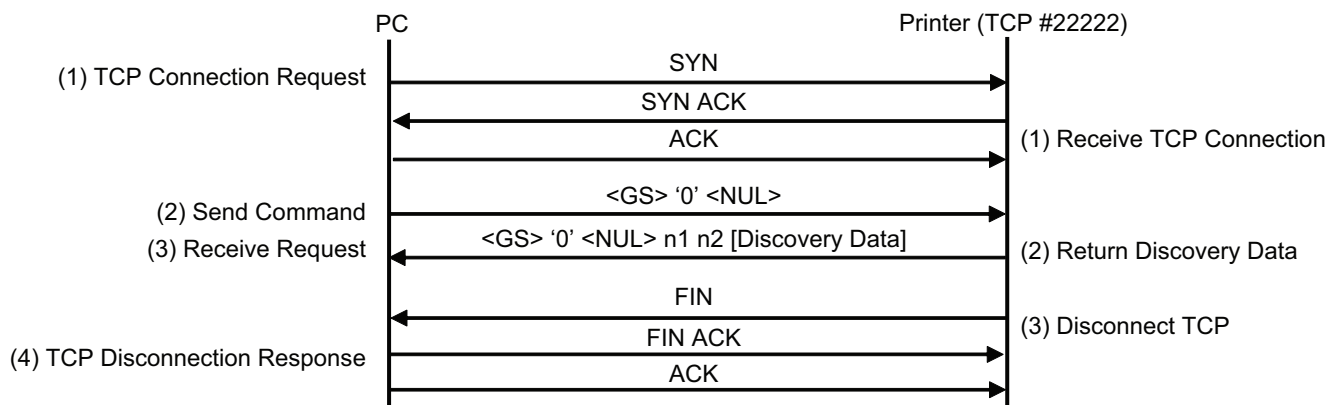 PC
Printer (TCP #22222)
SYN
(1) TCP Connection Request
SYN ACK
ACK
(1) Receive TCP Connection
<GS> ‘0’ <NUL>
(2) Send Command
<GS> ‘0’ <NUL> n1 n2 [Discovery Data]
(3) Receive Request
(2) Return Discovery Data
FIN
(3) Disconnect TCP
FIN ACK
(4) TCP Disconnection Response
ACK